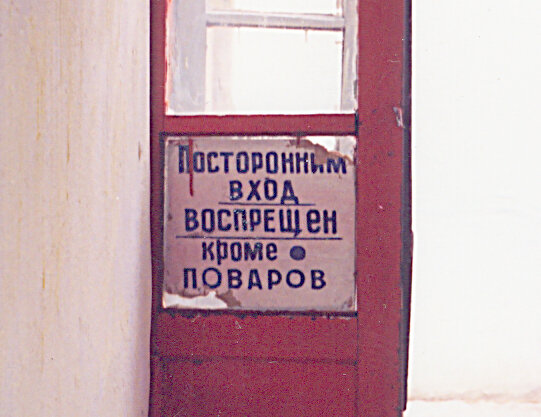 ПОСТОРОННИМ
ВХОД
ВОСПРЕЩЕН
кроме
ПОВАРОВ